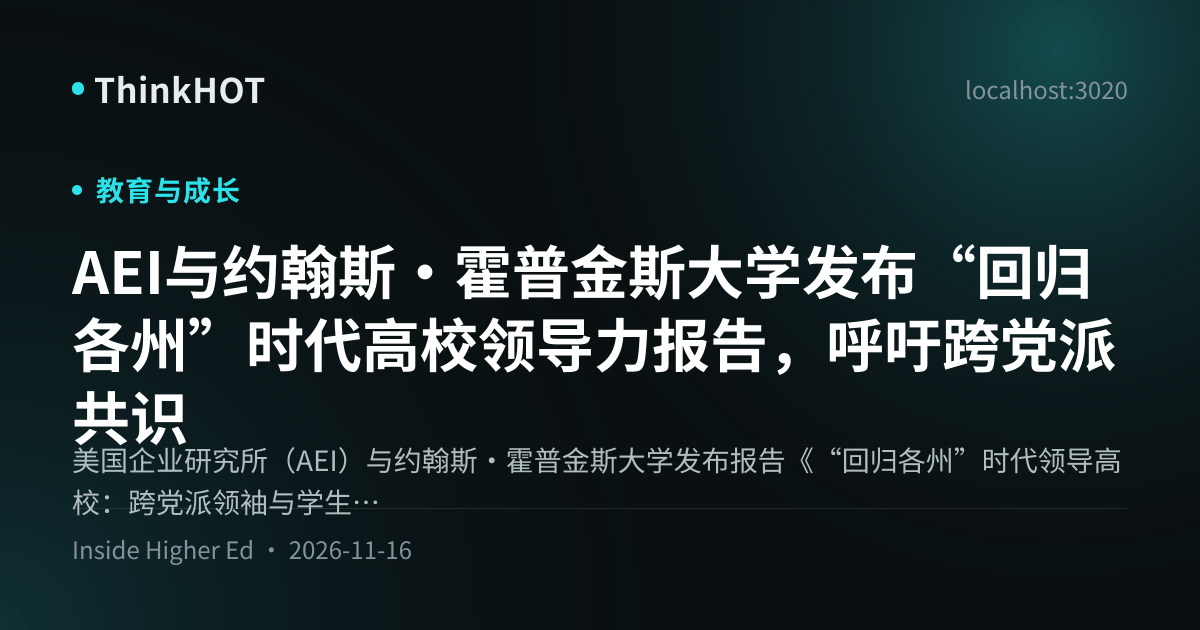 ThinkHOT
localhost:3020
教育与成长
AEI与约翰斯·霍普金斯大学发布“回归
各州”时代高校领导力报告，呼吁跨党派
共识
美国企业研究所（AEI）与约翰斯·霍普金斯大学发布报告《“回归各州”时代领导高
校：跨党派领袖与学生…
Inside Higher Ed · 2026-11-16